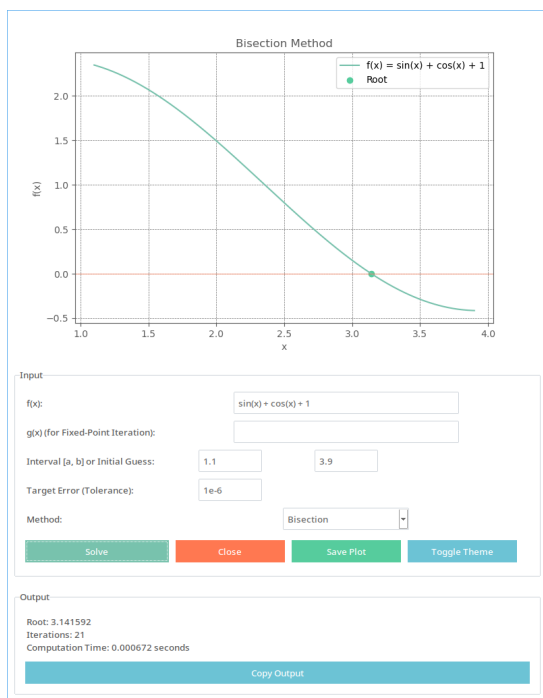 Bisection Method
f(x) = sin(x) + cos(x) + 1
Root
f(x)
2.0
1.5
1.0
0.5
0.0
−0.5
1.0 1.5 2.0 2.5 3.0 3.5 4.0
x
Input
f(x): sin(x) + cos(x) + 1
g(x) (for Fixed-Point Iteration):
Interval [a, b] or Initial Guess: 1.1 3.9
Target Error (Tolerance): 1e-6
Method: Bisection
Solve Close Save Plot Toggle Theme
Output
Root: 3.141592
Iterations: 21
Computation Time: 0.000672 seconds
Copy Output